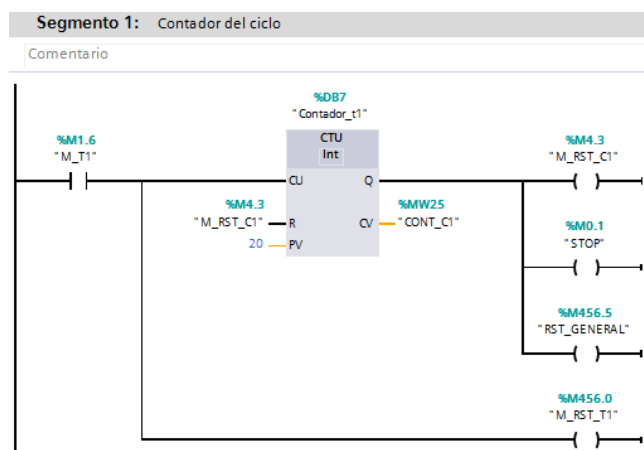 Segmento 1: Contador del ciclo
Comentario
%DB7
"Contador_t1"
%M1.6
"M_T1"
CTU
Int
%M4.3
"M_RST_C1"
CU
Q
%M4.3
"M_RST_C1"
R
CV
%MW25
"CONT_C1"
20
PV
%M0.1
"STOP"
%M456.5
"RST_GENERAL"
%M456.0
"M_RST_T1"